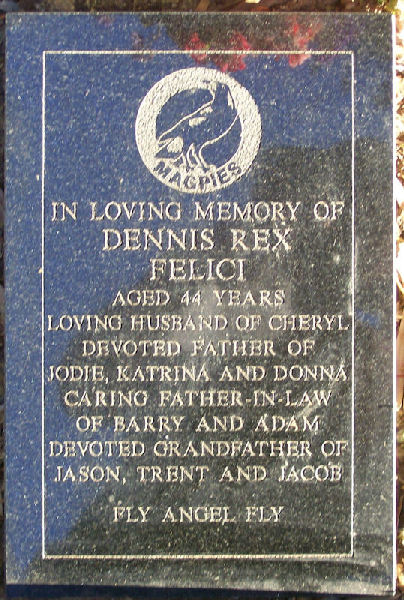 MAGPIES
IN LOVING MEMORY OF
DENNIS REX
FELICI
AGED 44 YEARS
LOVING HUSBAND OF CHERYL
DEVOTED FATHER OF
JODIE, KATRINA AND DONNA
CARING FATHER-IN-LAW
OF BARRY AND ADAM
DEVOTED GRANDFATHER OF
JASON, TRENT AND JACOB
FLY ANGEL FLY